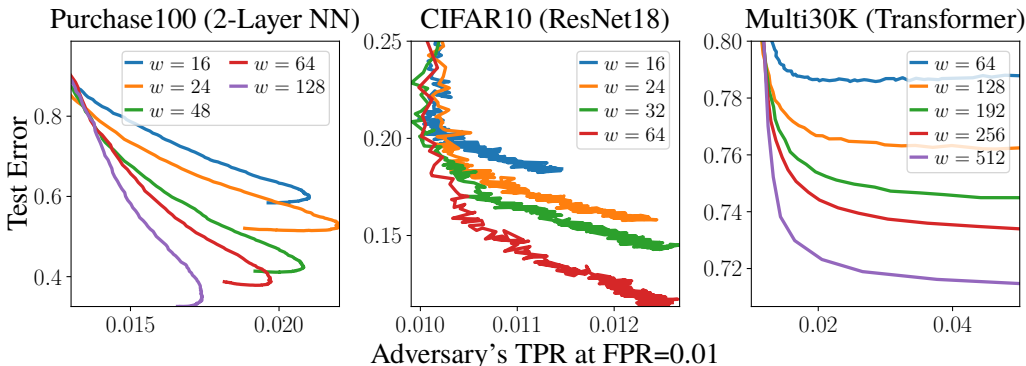 Purchase100 (2-Layer NN)
CIFAR10 (ResNet18)
Multi30K (Transformer)
Test Error
0.8
0.6
0.4
0.015
0.020
w = 16
w = 24
w = 48
w = 64
w = 128
0.25
0.20
0.15
0.010
0.011
0.012
w = 16
w = 24
w = 32
w = 64
0.80
0.78
0.76
0.74
0.72
0.02
0.04
w = 64
w = 128
w = 192
w = 256
w = 512
Adversary's TPR at FPR=0.01